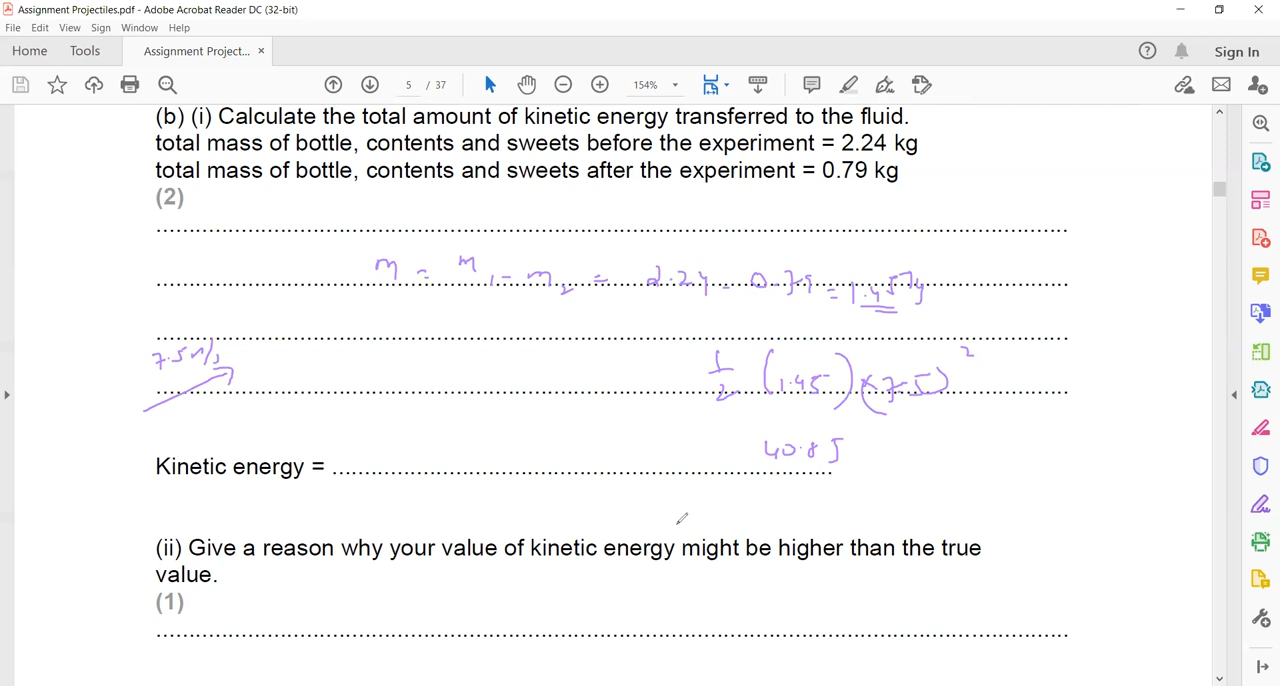 Assignment Projectiles.pdf - Adobe Acrobat Reader DC (32-bit)
File Edit View Sign Window Help
Home Tools Assignment Project... × Sign In
5 / 37 154%
(b) (i) Calculate the total amount of kinetic energy transferred to the fluid.
total mass of bottle, contents and sweets before the experiment = 2.24 kg
total mass of bottle, contents and sweets after the experiment = 0.79 kg
(2)
m = m₁ - m₂ = 2.24 - 0.79 = 1.45 kg
7.5 m/s
1/2 (1.45) × (7.5)²
40.8 J
Kinetic energy = ...........................................................................
(ii) Give a reason why your value of kinetic energy might be higher than the true
value.
(1)